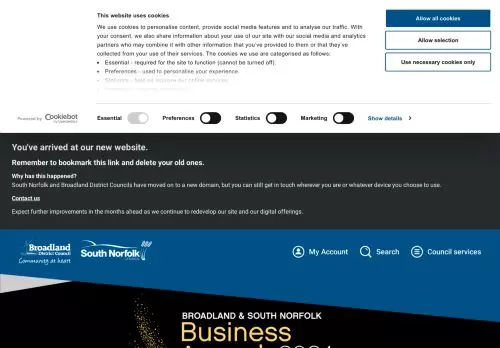 This website uses cookies
We use cookies to personalise content, provide social media features and to analyse our traffic. With your consent, we also share information about your use of our site with our social media and analytics partners who may combine it with other information that you've provided to them or that they've collected from your use of their services. The cookies we use are categorised as follows:
• Essential - required for the site to function (cannot be turned off).
• Preferences - used to personalise your experience.
Allow all cookies
Allow selection
Use necessary cookies only
Powered by Cookiebot
Essential
Preferences
Statistics
Marketing
Show details
You've arrived at our new website.
Remember to bookmark this link and delete your old ones.
Why has this happened?
South Norfolk and Broadland District Councils have moved on to a new domain, but you can still get in touch wherever you are or whatever device you choose to use.
Contact us
Expect further improvements in the months ahead as we continue to redevelop our site and our digital offerings.
Broadland
District Council
Community at heart
South Norfolk
My Account
Search
Council services
BROADLAND & SOUTH NORFOLK
Business